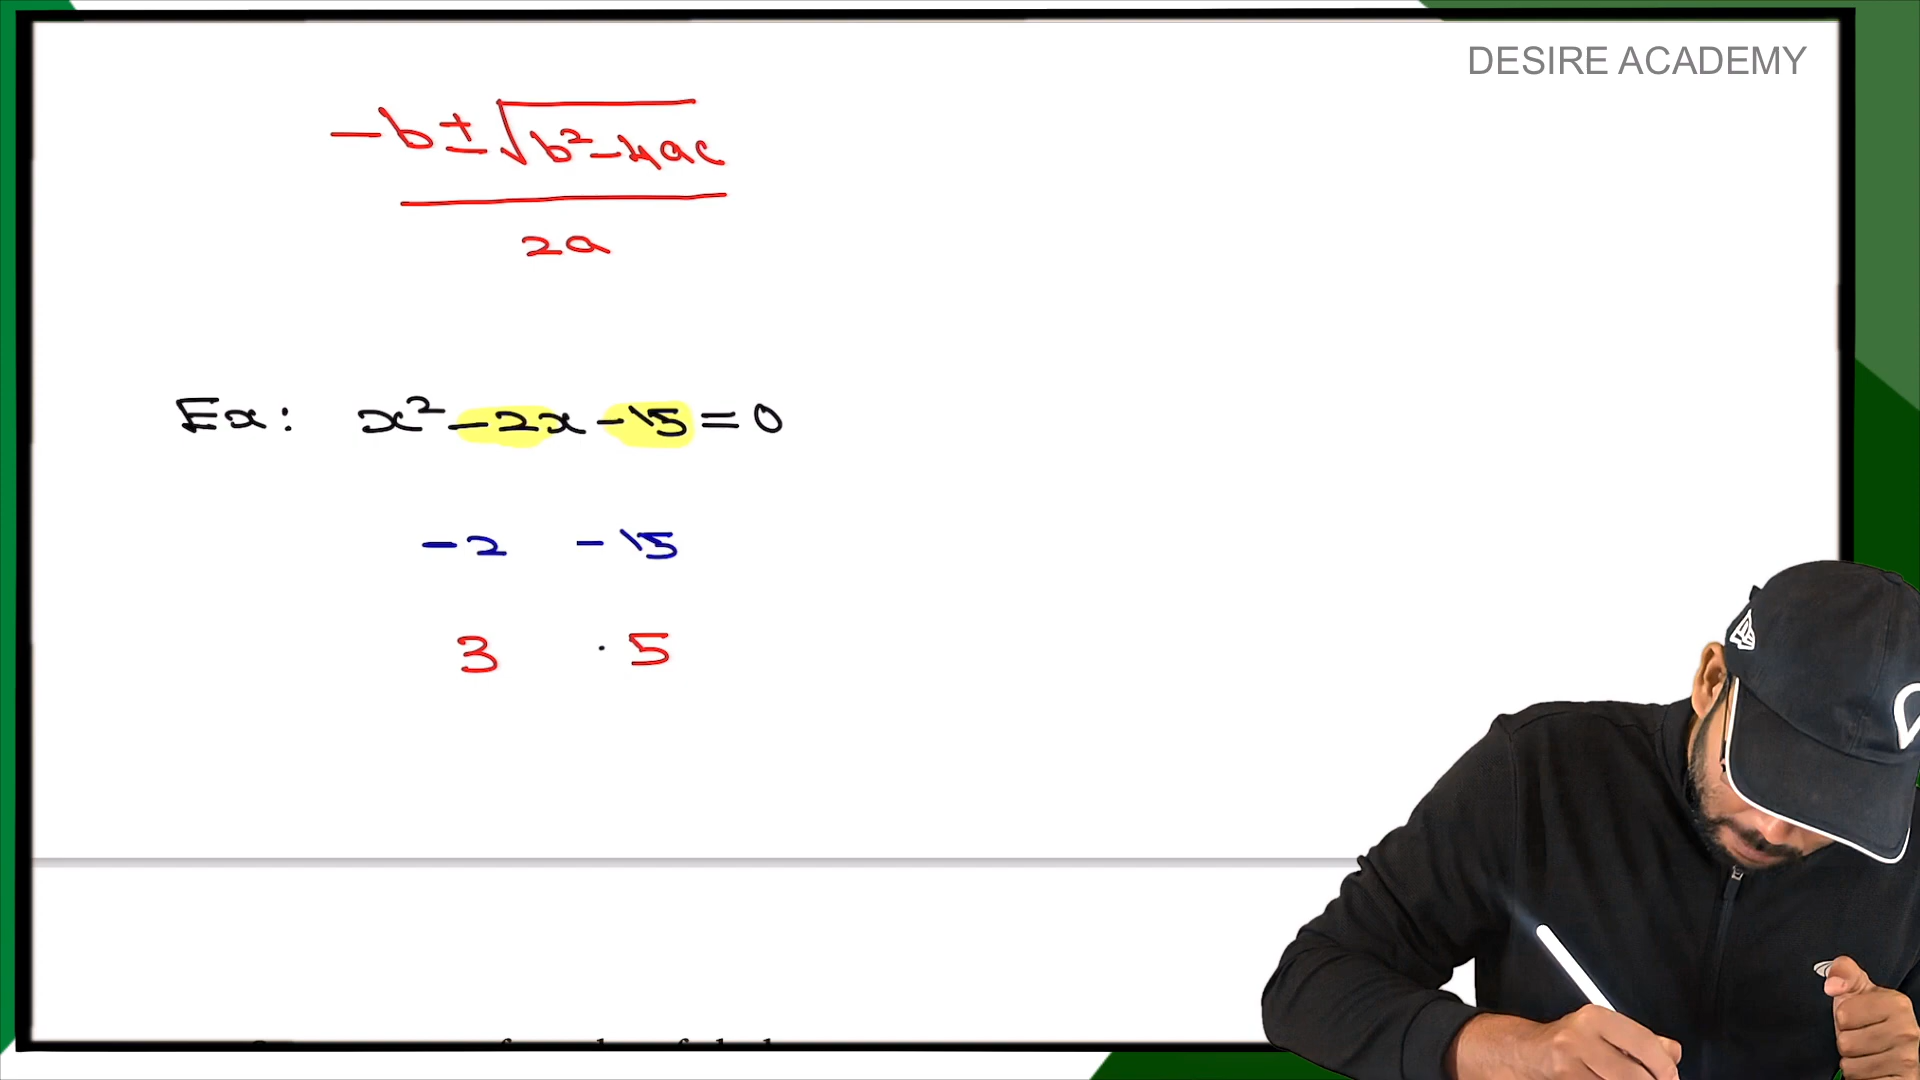 DESIRE ACADEMY
-b ± √b² - 4ac
2a
Ex: x² - 2x - 15 = 0
-2 -15
3 · 5